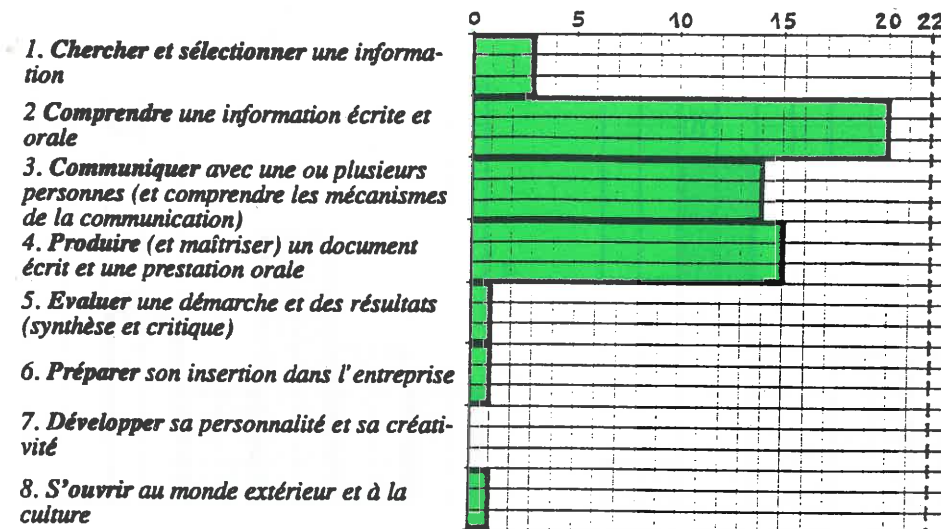 0 5 10 15 20 22
1. Chercher et sélectionner une informa-
tion
2 Comprendre une information écrite et
orale
3. Communiquer avec une ou plusieurs
personnes (et comprendre les mécanismes
de la communication)
4. Produire (et maîtriser) un document
écrit et une prestation orale
5. Evaluer une démarche et des résultats
(synthèse et critique)
6. Préparer son insertion dans l'entreprise
7. Développer sa personnalité et sa créati-
vité
8. S'ouvrir au monde extérieur et à la
culture